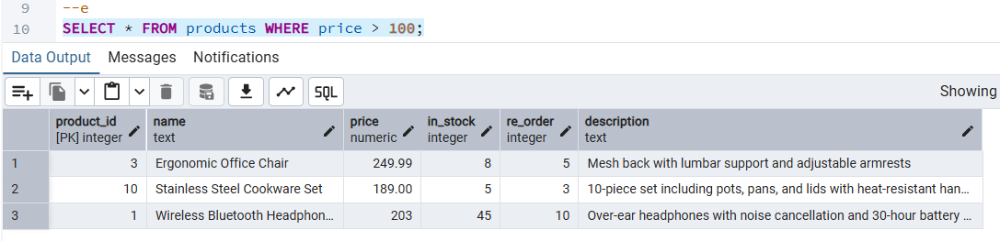 9 --e
10 SELECT * FROM products WHERE price > 100;
Data Output Messages Notifications
SQL
Showing
product_id name price in_stock re_order description
[PK] integer text numeric integer integer text
1 3 Ergonomic Office Chair 249.99 8 5 Mesh back with lumbar support and adjustable armrests
2 10 Stainless Steel Cookware Set 189.00 5 3 10-piece set including pots, pans, and lids with heat-resistant han...
3 1 Wireless Bluetooth Headphon... 203 45 10 Over-ear headphones with noise cancellation and 30-hour battery ...